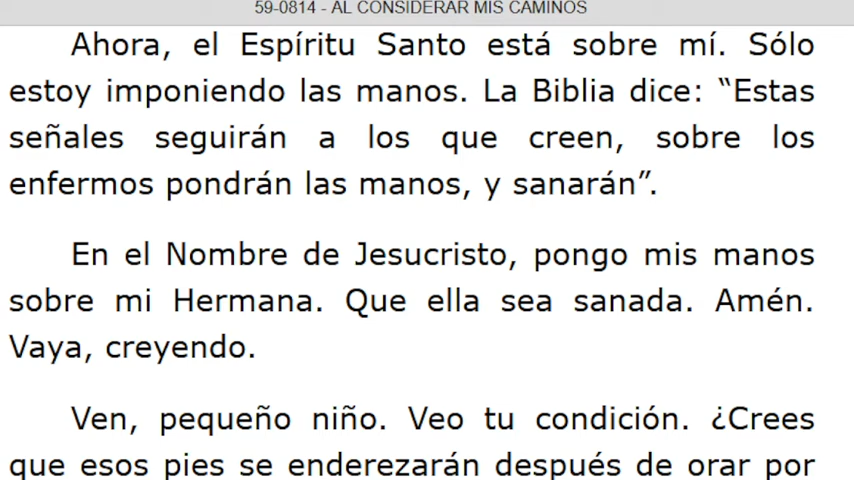 59-0814 - AL CONSIDERAR MIS CAMINOS
Ahora, el Espíritu Santo está sobre mí. Sólo
estoy imponiendo las manos. La Biblia dice: “Estas
señales seguirán a los que creen, sobre los
enfermos pondrán las manos, y sanarán”.
En el Nombre de Jesucristo, pongo mis manos
sobre mi Hermana. Que ella sea sanada. Amén.
Vaya, creyendo.
Ven, pequeño niño. Veo tu condición. ¿Crees
que esos pies se enderezarán después de orar por